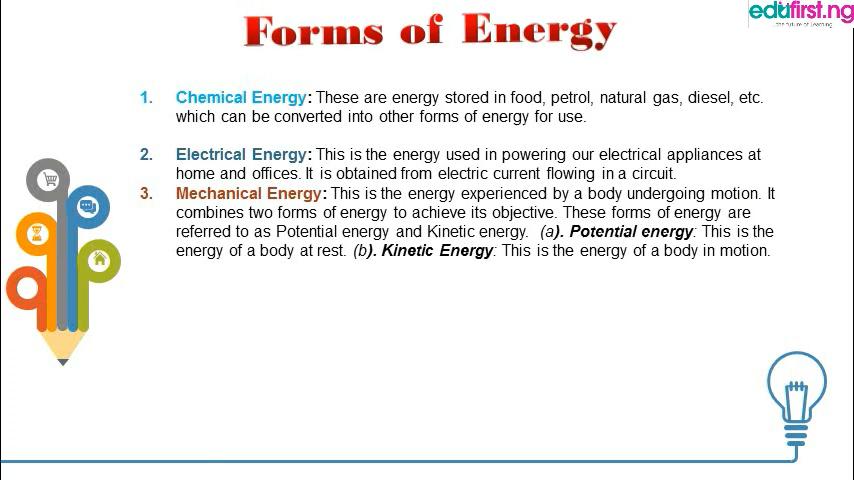 edufirst.ng
the future of Learning
Forms of Energy
1. Chemical Energy: These are energy stored in food, petrol, natural gas, diesel, etc.
which can be converted into other forms of energy for use.
2. Electrical Energy: This is the energy used in powering our electrical appliances at
home and offices. It is obtained from electric current flowing in a circuit.
3. Mechanical Energy: This is the energy experienced by a body undergoing motion. It
combines two forms of energy to achieve its objective. These forms of energy are
referred to as Potential energy and Kinetic energy. (a). Potential energy: This is the
energy of a body at rest. (b). Kinetic Energy: This is the energy of a body in motion.